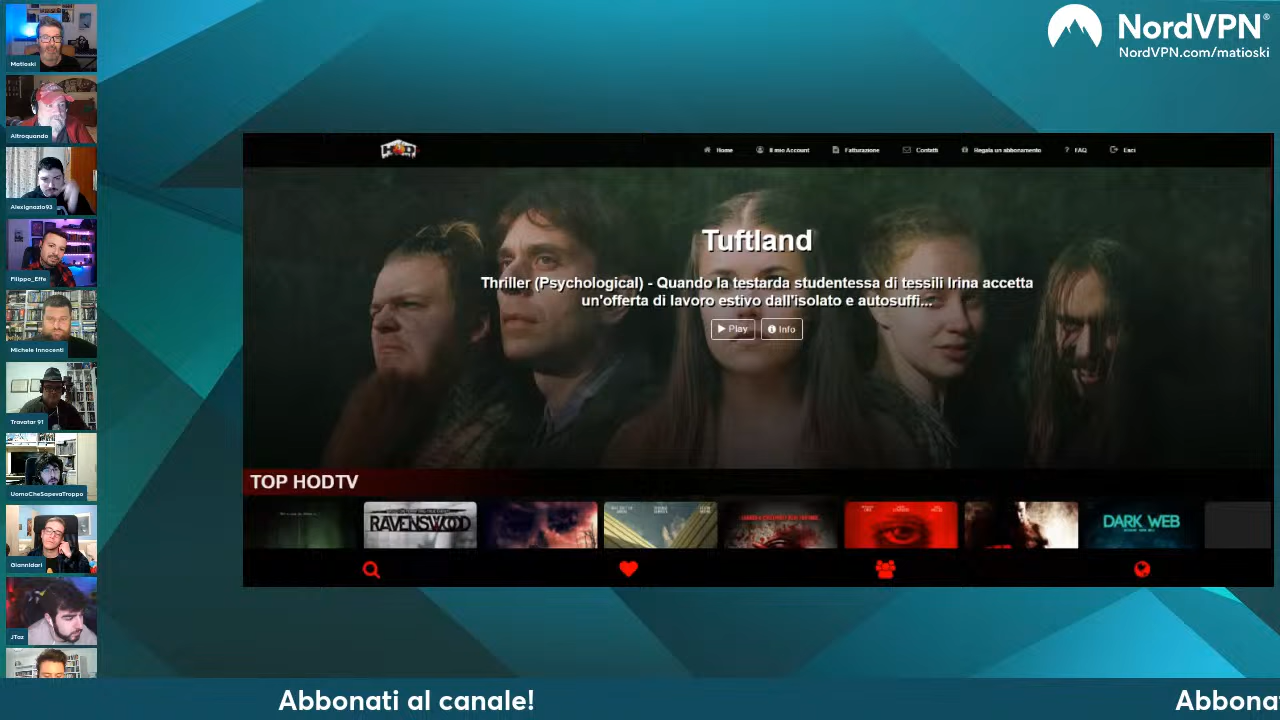 NordVPN®
NordVPN.com/matioski
Matioski
Altroquando
AlexIgnazio93
Filippo_Effe
Michele Innocenti
Travatar 91
UomoCheSapevaTroppo
Giannidori
JTaz
Home
Il mio Account
Fatturazione
Contatti
Regala un abbonamento
? FAQ
Esci
Tuftland
Thriller (Psychological) - Quando la testarda studentessa di tessili Irina accetta
un'offerta di lavoro estivo dall'isolato e autosuffi...
Play
Info
TOP HODTV
RAVENSWOOD
DARK WEB
Abbonati al canale!
Abbona